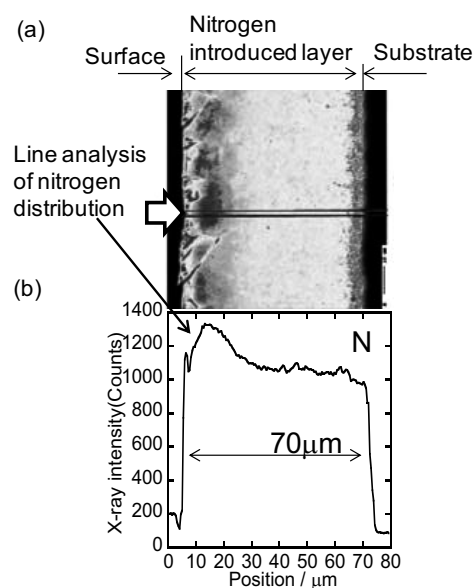 (a)
Nitrogen
introduced layer
Surface
Substrate
Line analysis
of nitrogen
distribution
(b)
1400
1200
1000
800
600
400
200
0
X-ray intensity(Counts)
N
70μm
0 10 20 30 40 50 60 70 80
Position / μm